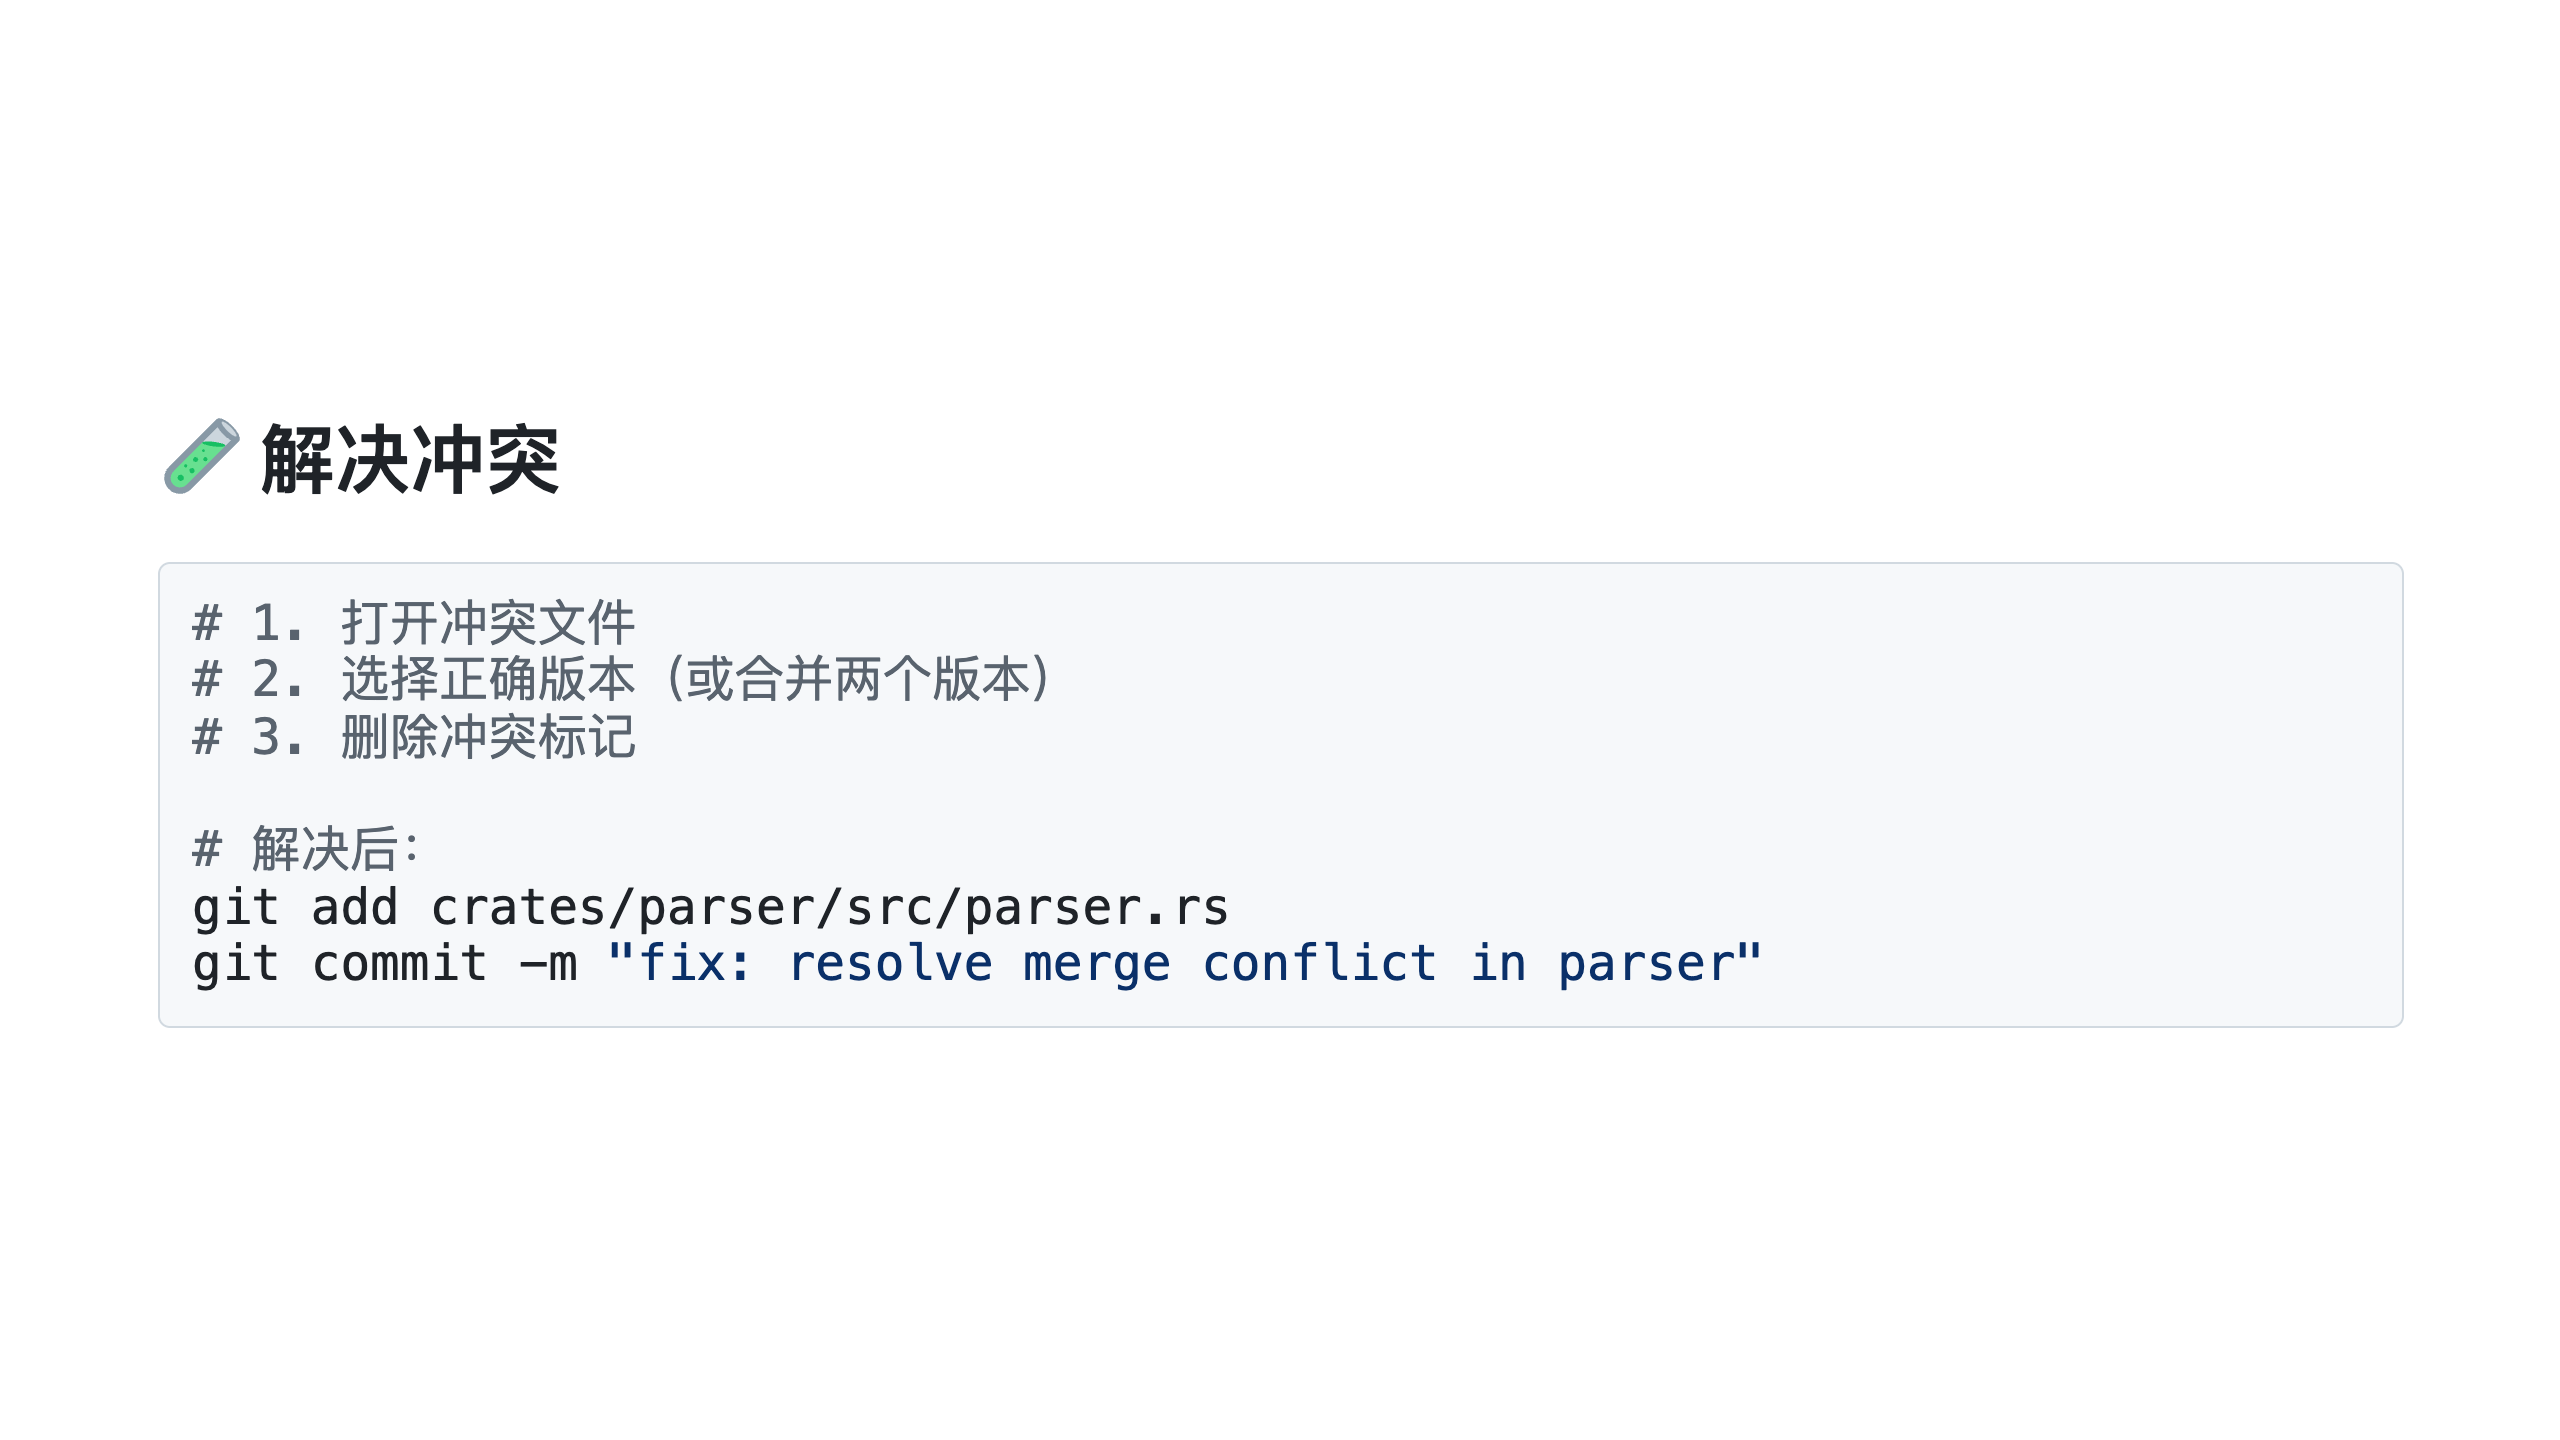 🧪 解决冲突
# 1. 打开冲突文件
# 2. 选择正确版本（或合并两个版本）
# 3. 删除冲突标记
# 解决后：
git add crates/parser/src/parser.rs
git commit -m "fix: resolve merge conflict in parser"